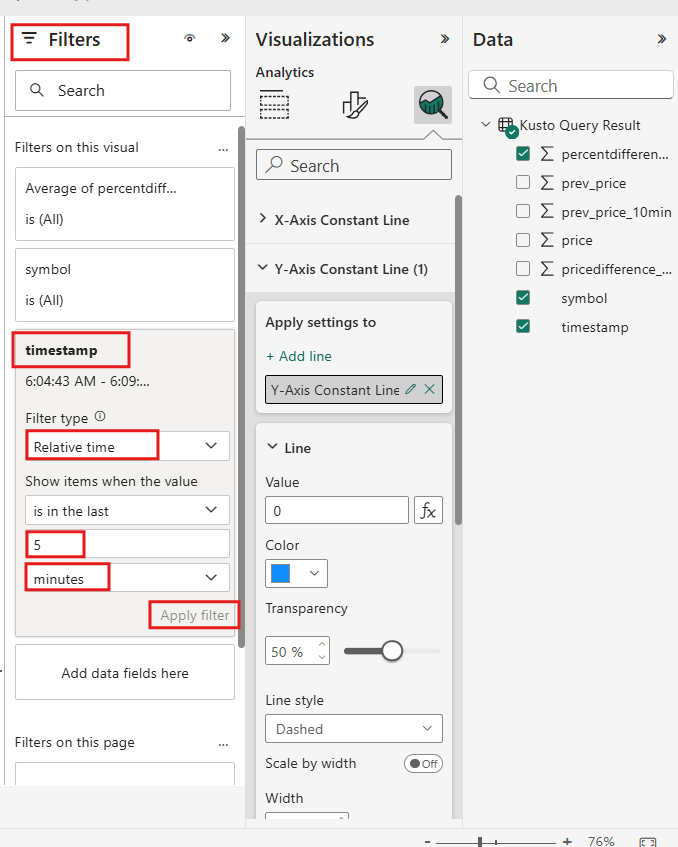 Filters
Search
Filters on this visual
...
Average of percentdiff...
is (All)
symbol
is (All)
timestamp
6:04:43 AM - 6:09:...
Filter type
Relative time
Show items when the value
is in the last
5
minutes
Apply filter
Add data fields here
Filters on this page
...
Visualizations
Analytics
Search
X-Axis Constant Line
Y-Axis Constant Line (1)
Apply settings to
+ Add line
Y-Axis Constant Line
Line
Value
0
fx
Color
Transparency
50 %
Line style
Dashed
Scale by width
Off
Width
Data
Search
Kusto Query Result
percentdifferen...
prev_price
prev_price_10min
price
pricedifference_...
symbol
timestamp
- + 76%